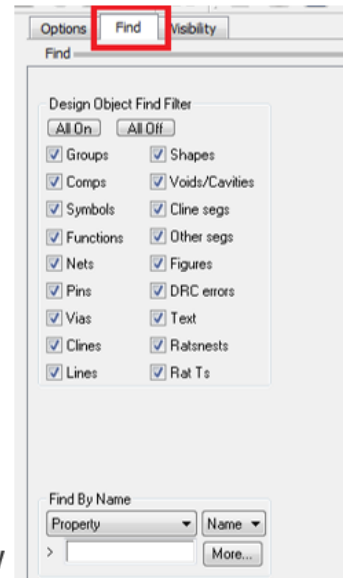 Options Find Visibility
Find
Design Object Find Filter
All On All Off
Groups Shapes
Comps Voids/Cavities
Symbols Cline segs
Functions Other segs
Nets Figures
Pins DRC errors
Vias Text
Clines Ratsnests
Lines Rat Ts
Find By Name
Property Name
> More...